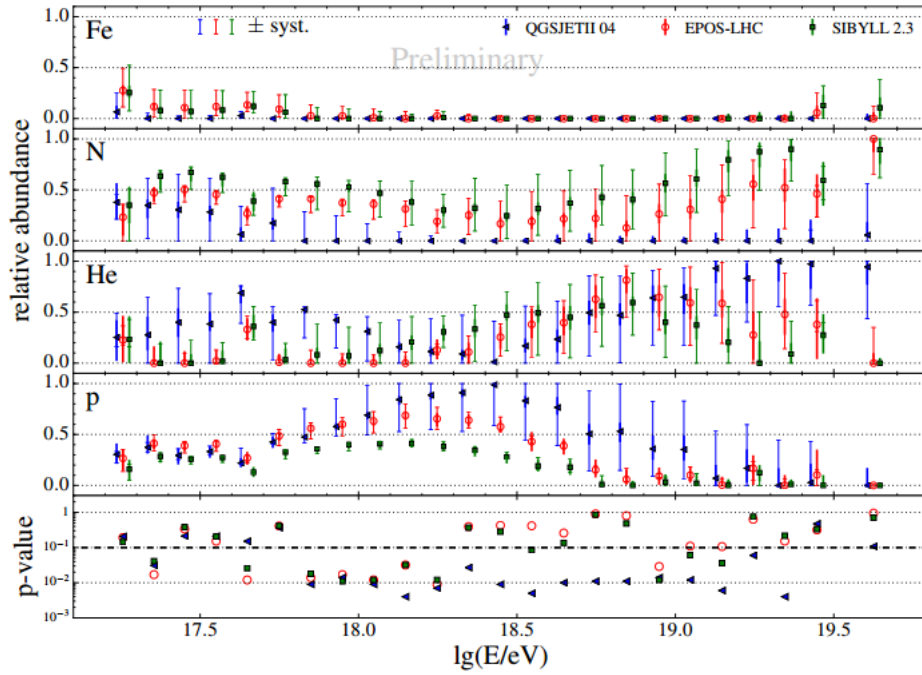 Fe
± syst.
QGSJETII 04
EPOS-LHC
SIBYLL 2.3
Preliminary
1.0
0.5
0.0
N
1.0
0.5
0.0
He
1.0
0.5
0.0
p
1.0
0.5
0.0
relative abundance
1
10⁻¹
10⁻²
10⁻³
p-value
17.5
18.0
18.5
19.0
19.5
lg(E/eV)